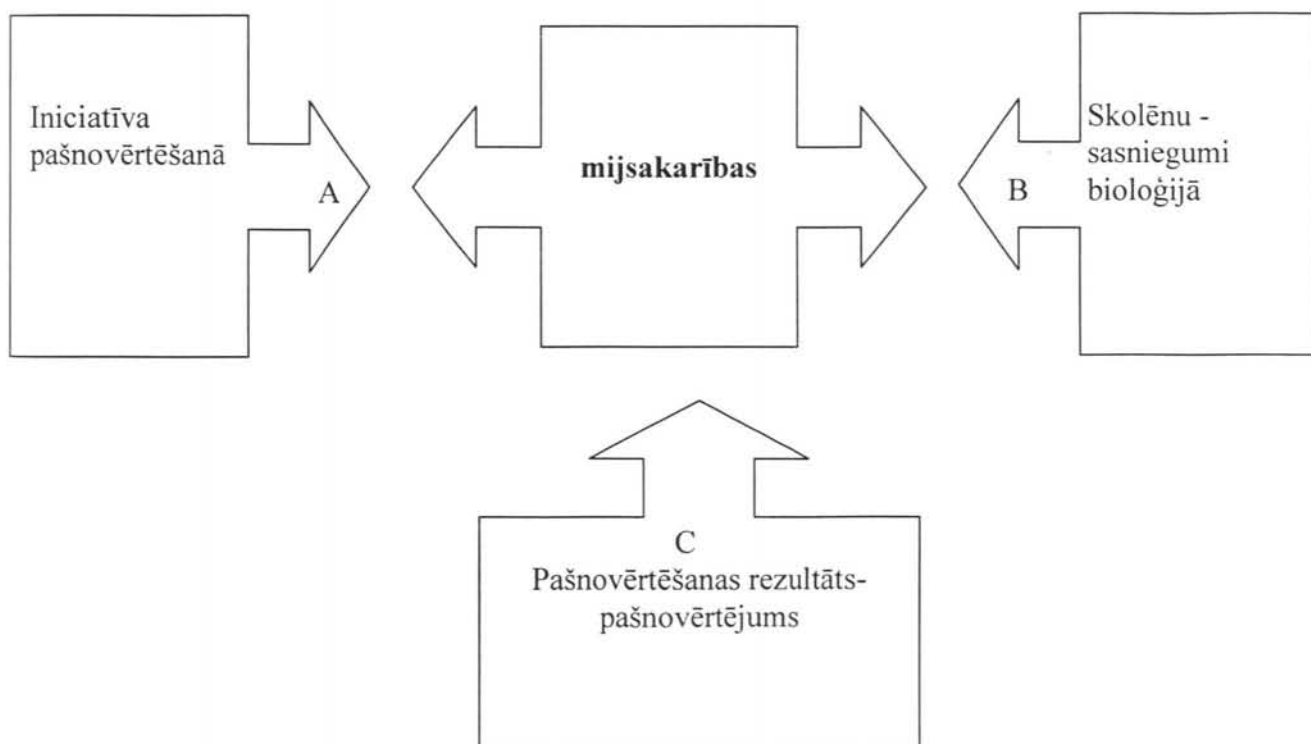 Iniciatīva
pašnovērtēšanā
A
mijsakarības
B
Skolēnu -
sasniegumi
bioloģijā
C
Pašnovērtēšanas rezultāts-
pašnovērtējums